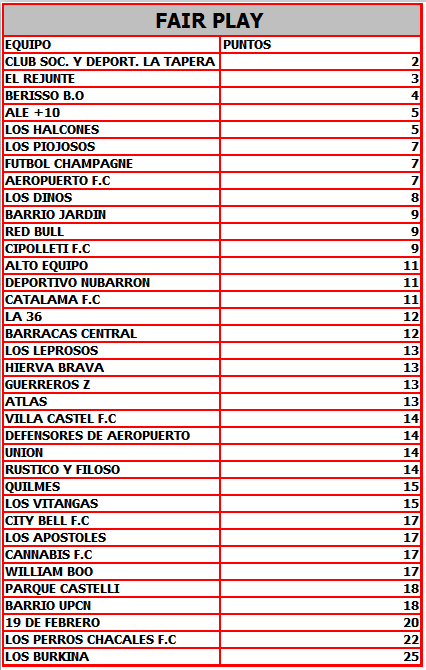 FAIR PLAY
EQUIPO PUNTOS
CLUB SOC. Y DEPORT. LA TAPERA 2
EL REJUNTE 3
BERISSO B.O 4
ALE +10 5
LOS HALCONES 5
LOS PIOJOSOS 7
FUTBOL CHAMPAGNE 7
AEROPUERTO F.C 7
LOS DINOS 8
BARRIO JARDIN 9
RED BULL 9
CIPOLLETI F.C 9
ALTO EQUIPO 11
DEPORTIVO NUBARRON 11
CATALAMA F.C 11
LA 36 12
BARRACAS CENTRAL 12
LOS LEPROSOS 13
HIERVA BRAVA 13
GUERREROS Z 13
ATLAS 13
VILLA CASTEL F.C 14
DEFENSORES DE AEROPUERTO 14
UNION 14
RUSTICO Y FILOSO 14
QUILMES 15
LOS VITANGAS 15
CITY BELL F.C 17
LOS APOSTOLES 17
CANNABIS F.C 17
WILLIAM BOO 17
PARQUE CASTELLI 18
BARRIO UPCN 18
19 DE FEBRERO 20
LOS PERROS CHACALES F.C 22
LOS BURKINA 25